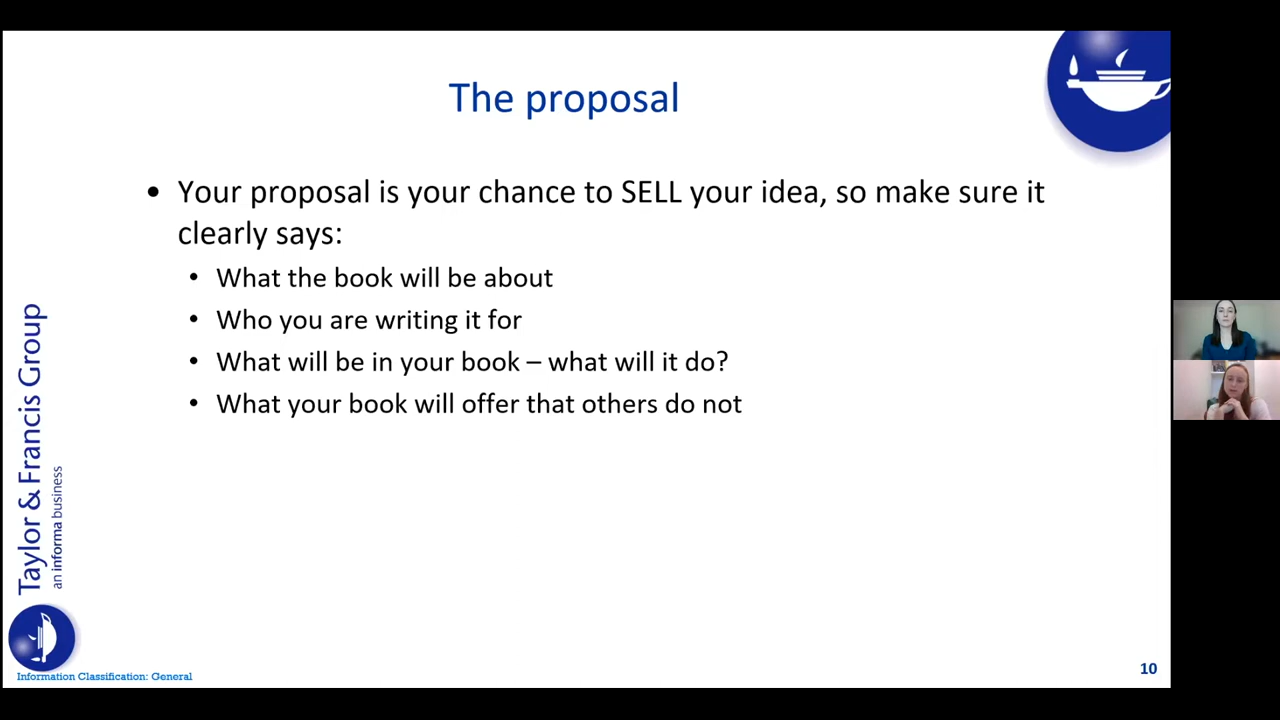 The proposal
• Your proposal is your chance to SELL your idea, so make sure it
clearly says:
• What the book will be about
• Who you are writing it for
• What will be in your book – what will it do?
• What your book will offer that others do not
Taylor & Francis Group
an informa business
Information Classification: General
10